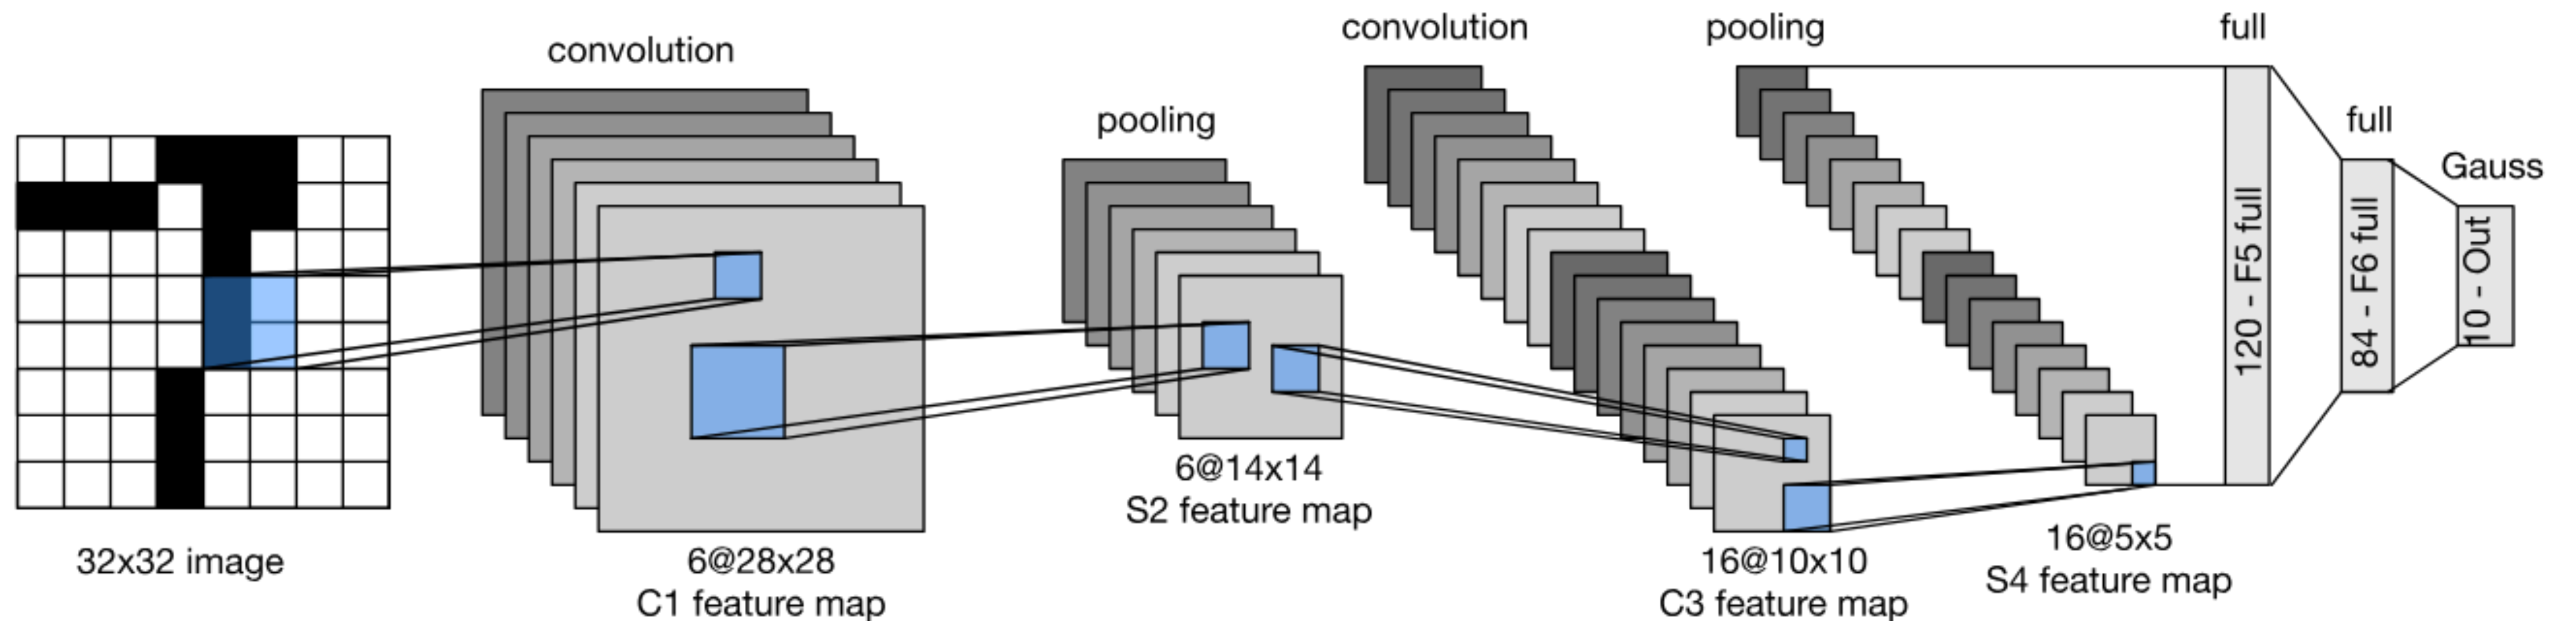 convolution
pooling
convolution
pooling
full
full
Gauss
120 - F5 full
84 - F6 full
10 - Out
32x32 image
6@28x28
C1 feature map
6@14x14
S2 feature map
16@10x10
C3 feature map
16@5x5
S4 feature map